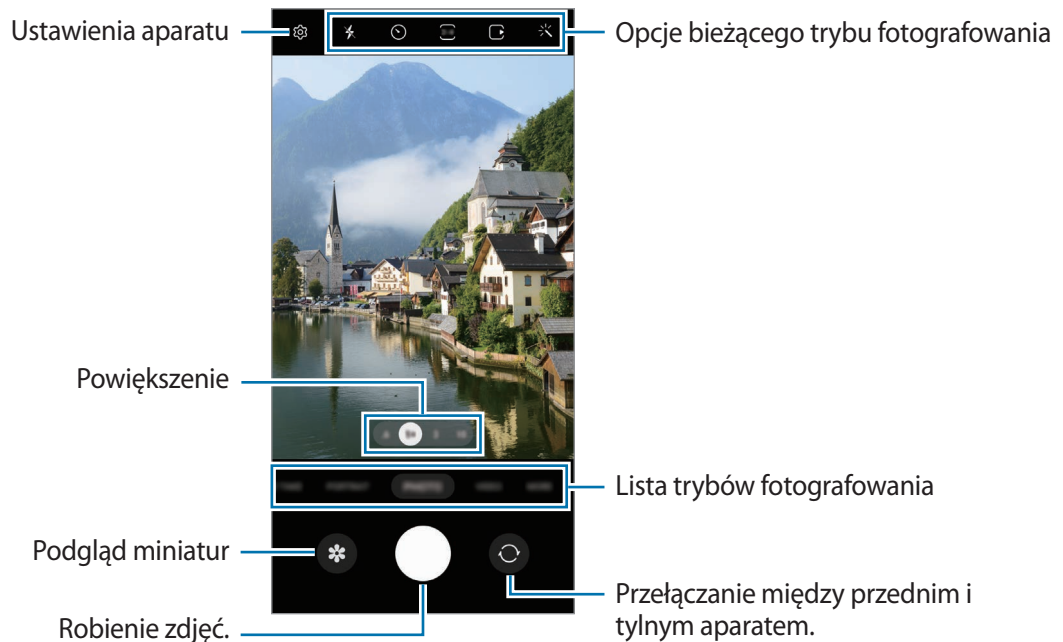 Ustawienia aparatu
Opcje bieżącego trybu fotografowania
Powiększenie
Lista trybów fotografowania
Podgląd miniatur
Przełączanie między przednim i
tylnym aparatem.
Robienie zdjęć.